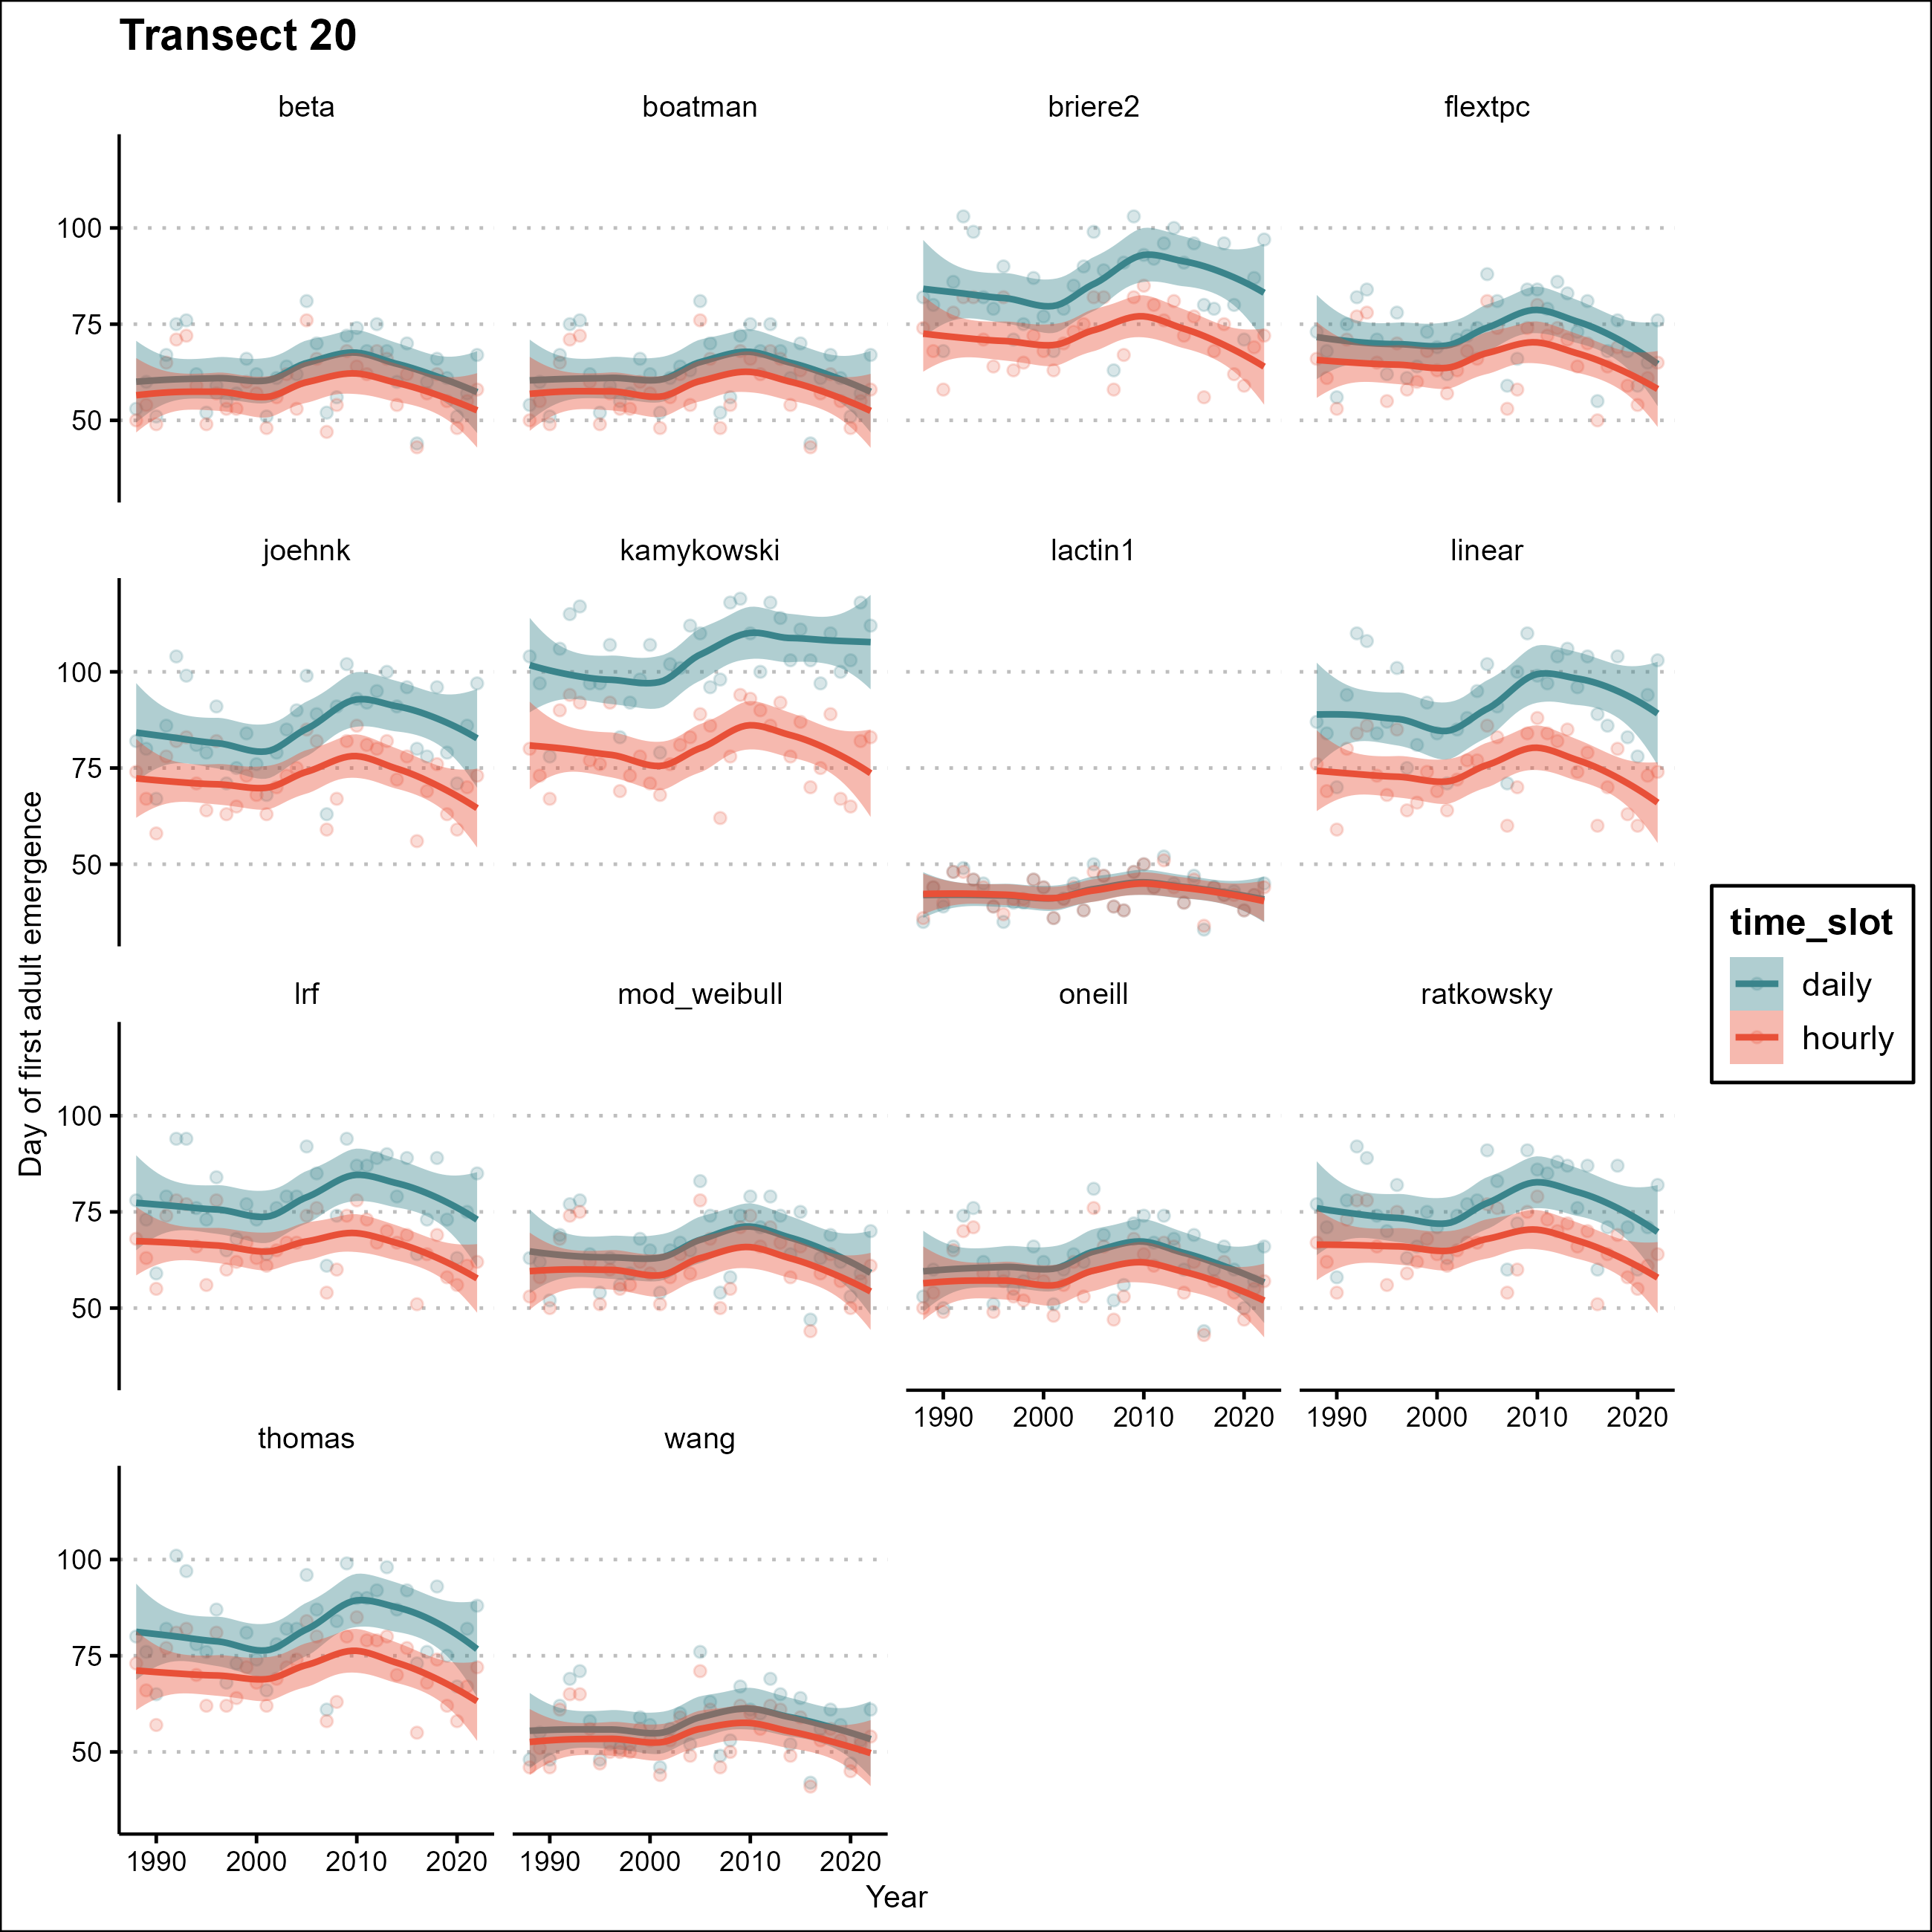 Transect 20
beta boatman briere2 flextpc
100
75
50
joehnk kamykowski lactin1 linear
100
75
50
Day of first adult emergence
time_slot
daily
hourly
lrf mod_weibull oneill ratkowsky
100
75
50
1990 2000 2010 2020 1990 2000 2010 2020
thomas wang
100
75
50
1990 2000 2010 2020 1990 2000 2010 2020
Year